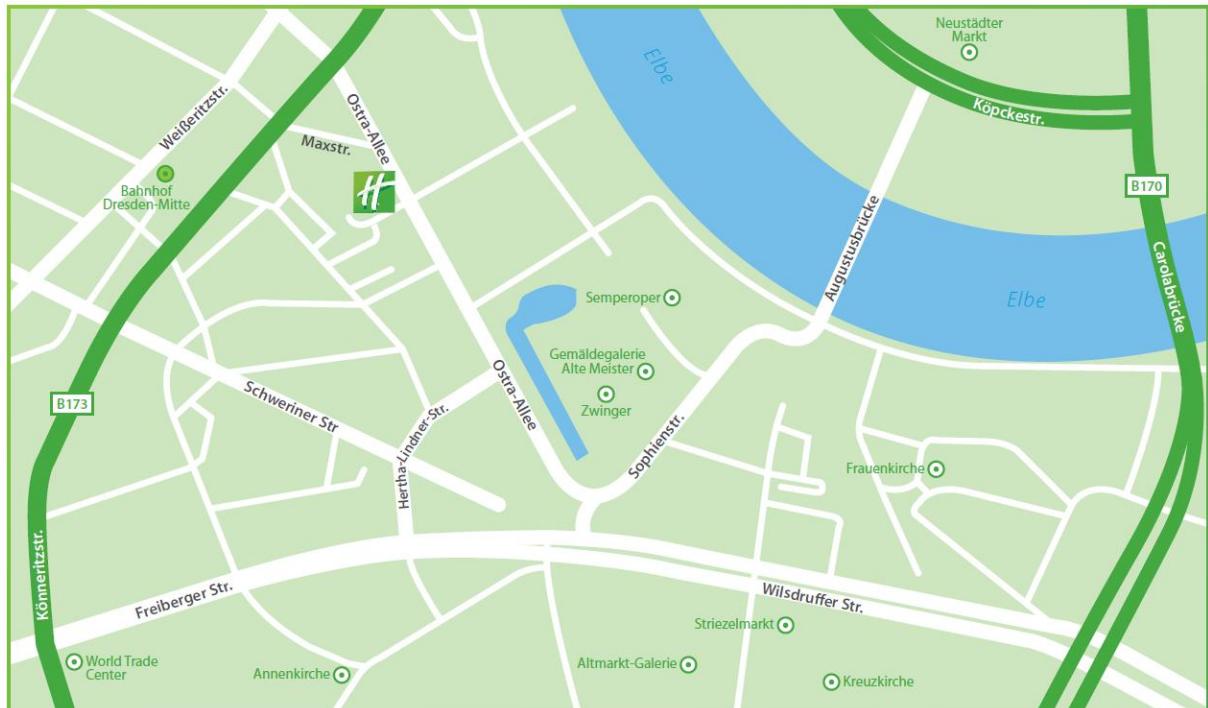 Neustädter
Markt
Elbe
Köpckestr.
Ostra-Allee
Weißeritzstr.
Maxstr.
H
Bahnhof
Dresden-Mitte
B170
Augustusbrücke
Carolabrücke
Elbe
Semperoper
Gemäldegalerie
Alte Meister
Zwinger
Ostra-Allee
B173
Schweriner Str
Hertha-Lindner-Str.
Sophienstr.
Frauenkirche
Könneritzstr.
Freiberger Str.
Wilsdruffer Str.
Striezelmarkt
World Trade
Center
Annenkirche
Altmarkt-Galerie
Kreuzkirche